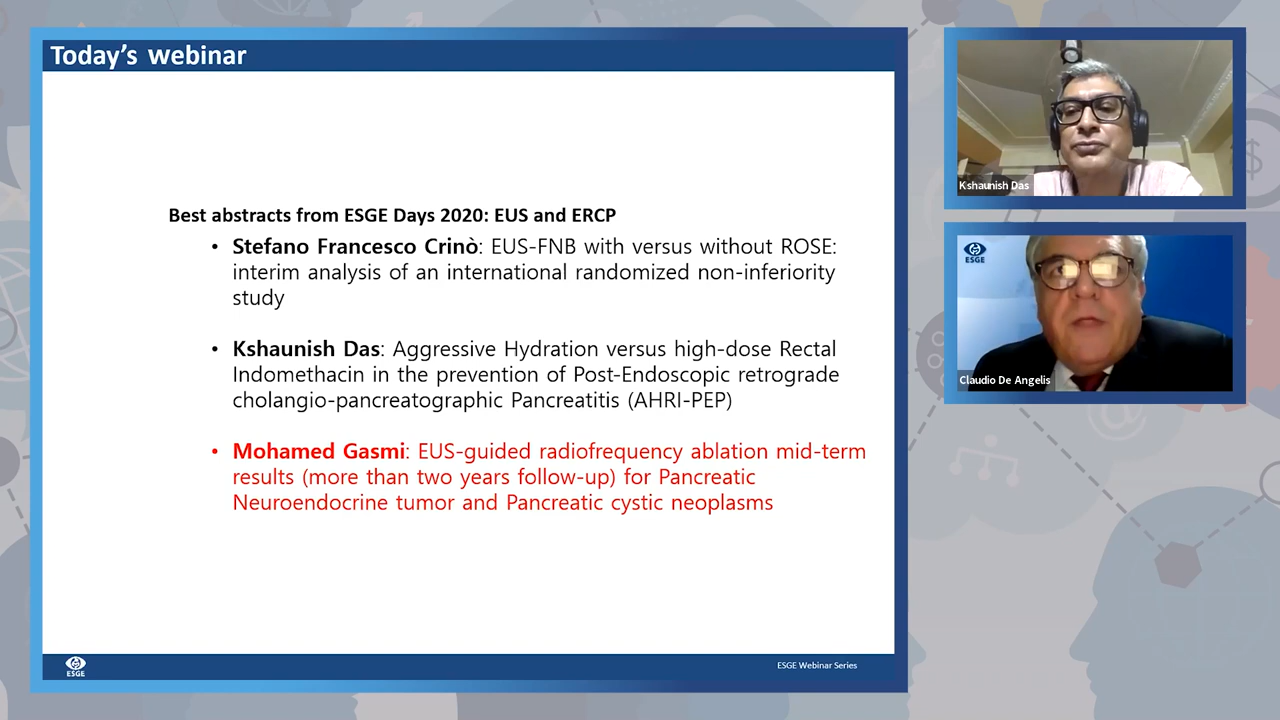 Today's webinar
Best abstracts from ESGE Days 2020: EUS and ERCP
• Stefano Francesco Crinò: EUS-FNB with versus without ROSE:
interim analysis of an international randomized non-inferiority
study
• Kshaunish Das: Aggressive Hydration versus high-dose Rectal
Indomethacin in the prevention of Post-Endoscopic retrograde
cholangio-pancreatographic Pancreatitis (AHRI-PEP)
• Mohamed Gasmi: EUS-guided radiofrequency ablation mid-term
results (more than two years follow-up) for Pancreatic
Neuroendocrine tumor and Pancreatic cystic neoplasms
ESGE
ESGE Webinar Series
Kshaunish Das
ESGE
Claudio De Angelis